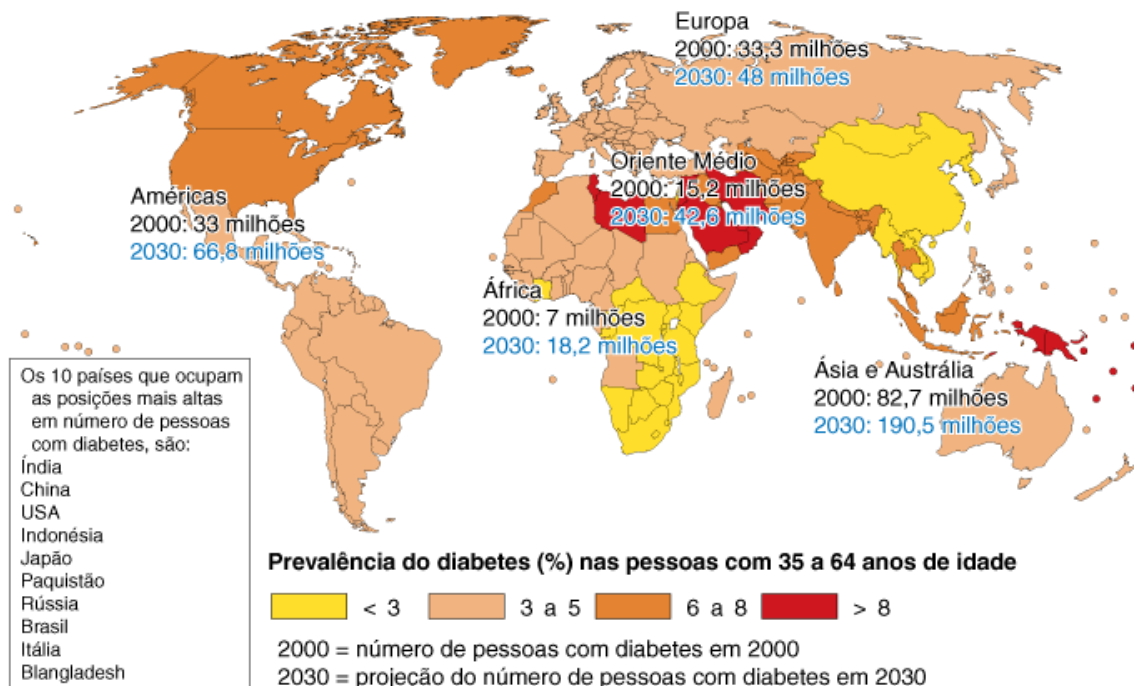 Europa
2000: 33,3 milhões
2030: 48 milhões
Oriente Médio
2000: 15,2 milhões
2030: 42,6 milhões
Américas
2000: 33 milhões
2030: 66,8 milhões
África
2000: 7 milhões
2030: 18,2 milhões
Ásia e Austrália
2000: 82,7 milhões
2030: 190,5 milhões
Os 10 países que ocupam
as posições mais altas
em número de pessoas
com diabetes, são:
Índia
China
USA
Indonésia
Japão
Paquistão
Rússia
Brasil
Itália
Blangladesh
Prevalência do diabetes (%) nas pessoas com 35 a 64 anos de idade
< 3 3 a 5 6 a 8 > 8
2000 = número de pessoas com diabetes em 2000
2030 = projeção do número de pessoas com diabetes em 2030